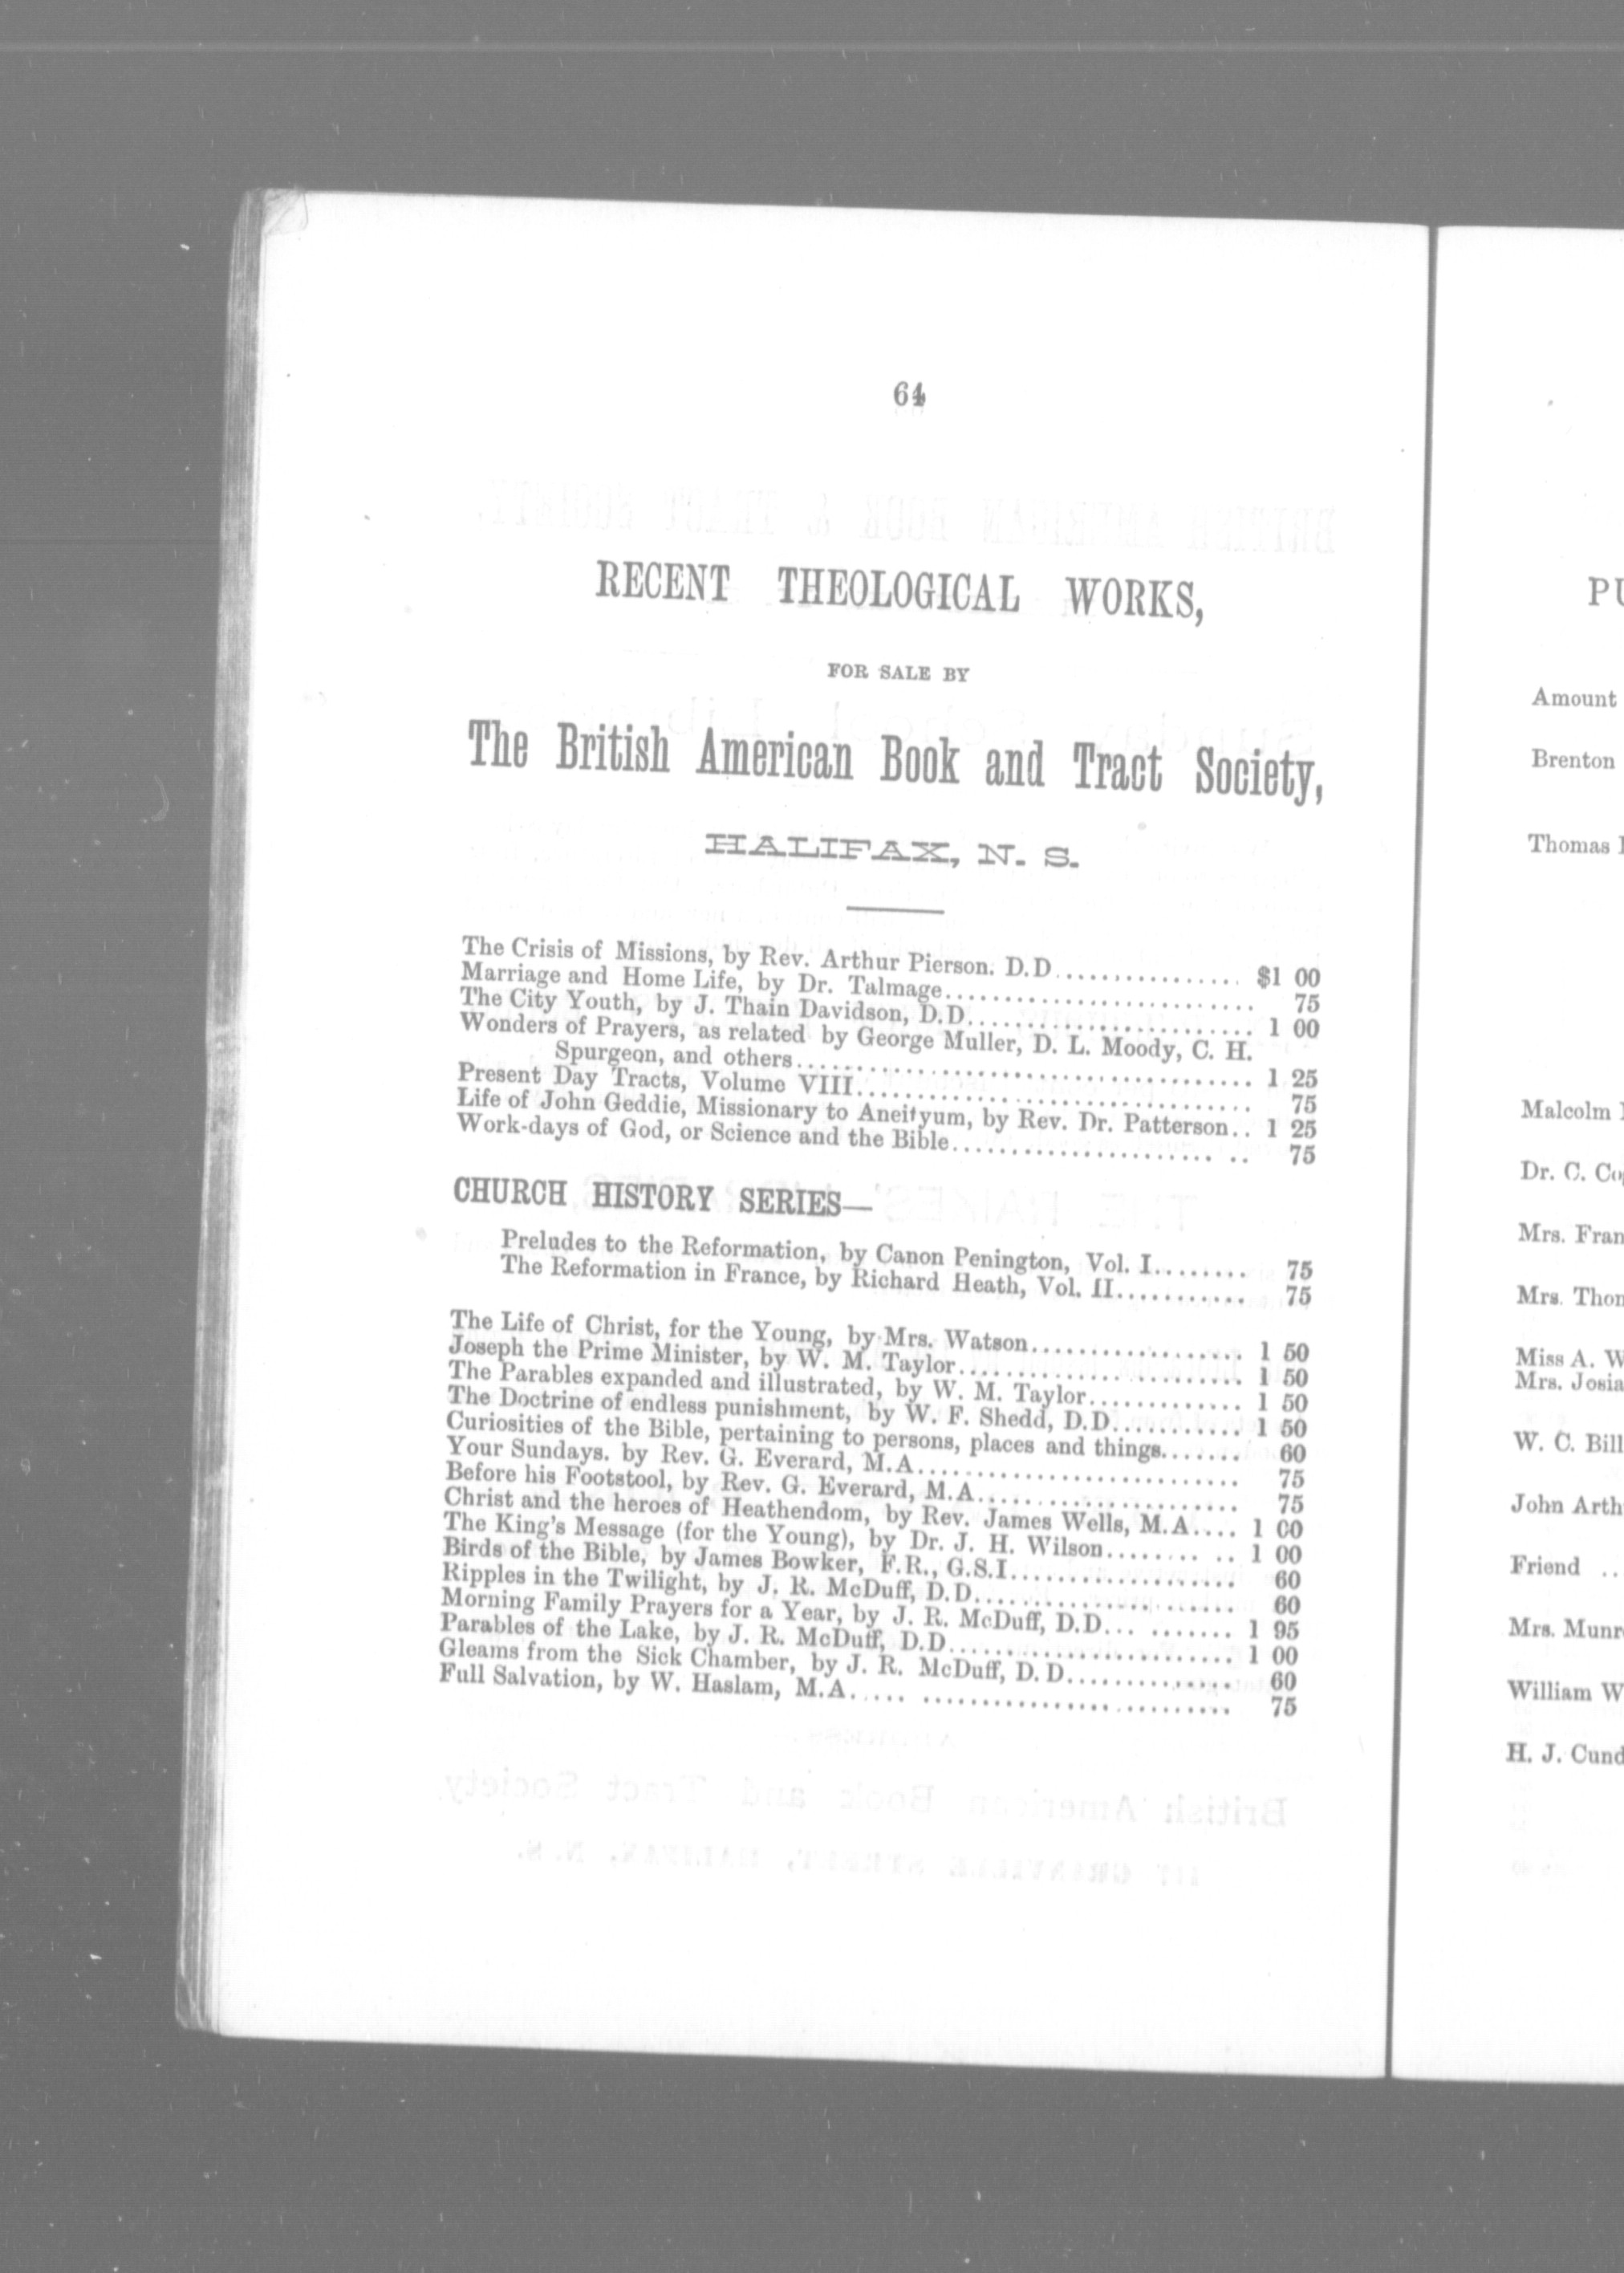 64
RECENT THEOLOGICAL WORKS,
FOR SALE BY
The British American Book and Tract Society,
HALIFAX, N. S.
The Crisis of Missions, by Rev. Arthur Pierson. D.D................ $1 00
Marriage and Home Life, by Dr. Talmage.......................... 75
The City Youth, by J. Thain Davidson, D.D........................ 1 00
Wonders of Prayers, as related by George Muller, D. L. Moody, C. H.
Spurgeon, and others...................................... 1 25
Present Day Tracts, Volume VIII................................. 75
Life of John Geddie, Missionary to Aneityum, by Rev. Dr. Patterson.. 1 25
Work-days of God, or Science and the Bible...................... .. 75
CHURCH HISTORY SERIES—
Preludes to the Reformation, by Canon Penington, Vol. I........ 75
The Reformation in France, by Richard Heath, Vol. II........... 75
The Life of Christ, for the Young, by Mrs. Watson.................. 1 50
Joseph the Prime Minister, by W. M. Taylor........................ 1 50
The Parables expanded and illustrated, by W. M. Taylor............. 1 50
The Doctrine of endless punishment, by W. F. Shedd, D.D........... 1 50
Curiosities of the Bible, pertaining to persons, places and things....... 60
Your Sundays. by Rev. G. Everard, M.A........................... 75
Before his Footstool, by Rev. G. Everard, M.A...................... 75
Christ and the heroes of Heathendom, by Rev. James Wells, M.A.... 1 00
The King's Message (for the Young), by Dr. J. H. Wilson........ .. 1 00
Birds of the Bible, by James Bowker, F.R., G.S.I................... 60
Ripples in the Twilight, by J. R. McDuff, D.D............... ...... 60
Morning Family Prayers for a Year, by J. R. McDuff, D.D... ....... 1 95
Parables of the Lake, by J. R. McDuff, D.D........................ 1 00
Gleams from the Sick Chamber, by J. R. McDuff, D. D.............. 60
Full Salvation, by W. Haslam, M.A..... .......................... 75
Amount
Brenton
Thomas
Malcolm
Dr. C.
Mrs.
Mrs.
Miss A.
Mrs.
W. C.
John
Friend ..
Mrs.
William
H. J.